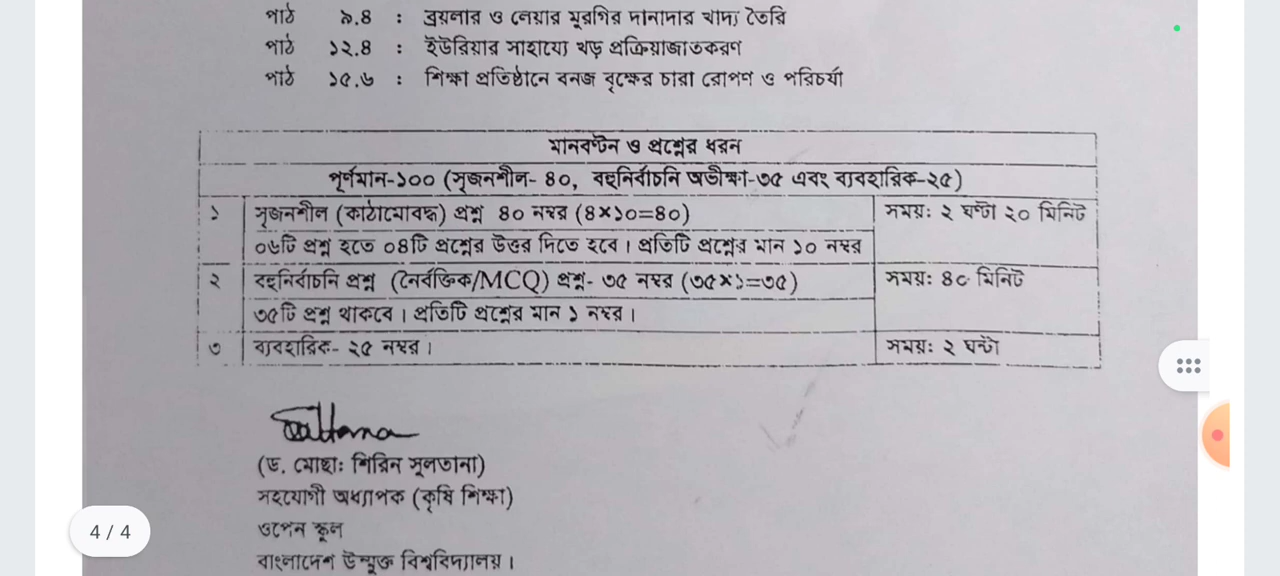 পাঠ ৯.৪ : ব্রয়লার ও লেয়ার মুরগির দানাদার খাদ্য তৈরি
পাঠ ১২.৪ : ইউরিয়ার সাহায্যে খড় প্রক্রিয়াজাতকরণ
পাঠ ১৫.৬ : শিক্ষা প্রতিষ্ঠানে বনজ বৃক্ষের চারা রোপণ ও পরিচর্যা
মানবন্টন ও প্রশ্নের ধরন
পূর্ণমান-১০০ (সৃজনশীল- ৪০, বহুনির্বাচনি অভীক্ষা-৩৫ এবং ব্যবহারিক-২৫)
১ সৃজনশীল (কাঠামোবদ্ধ) প্রশ্ন ৪০ নম্বর (৪×১০=৪০) সময়ঃ ২ ঘন্টা ২০ মিনিট
০৬টি প্রশ্ন হতে ০৪টি প্রশ্নের উত্তর দিতে হবে। প্রতিটি প্রশ্নের মান ১০ নম্বর
২ বহুনির্বাচনি প্রশ্ন (নৈর্বক্তিক/MCQ) প্রশ্ন- ৩৫ নম্বর (৩৫×১=৩৫) সময়ঃ ৪০ মিনিট
৩৫টি প্রশ্ন থাকবে। প্রতিটি প্রশ্নের মান ১ নম্বর।
৩ ব্যবহারিক- ২৫ নম্বর। সময়ঃ ২ ঘন্টা
Sultana
(ড. মোছাঃ শিরিন সুলতানা)
সহযোগী অধ্যাপক (কৃষি শিক্ষা)
ওপেন স্কুল
বাংলাদেশ উন্মুক্ত বিশ্ববিদ্যালয়।
4 / 4